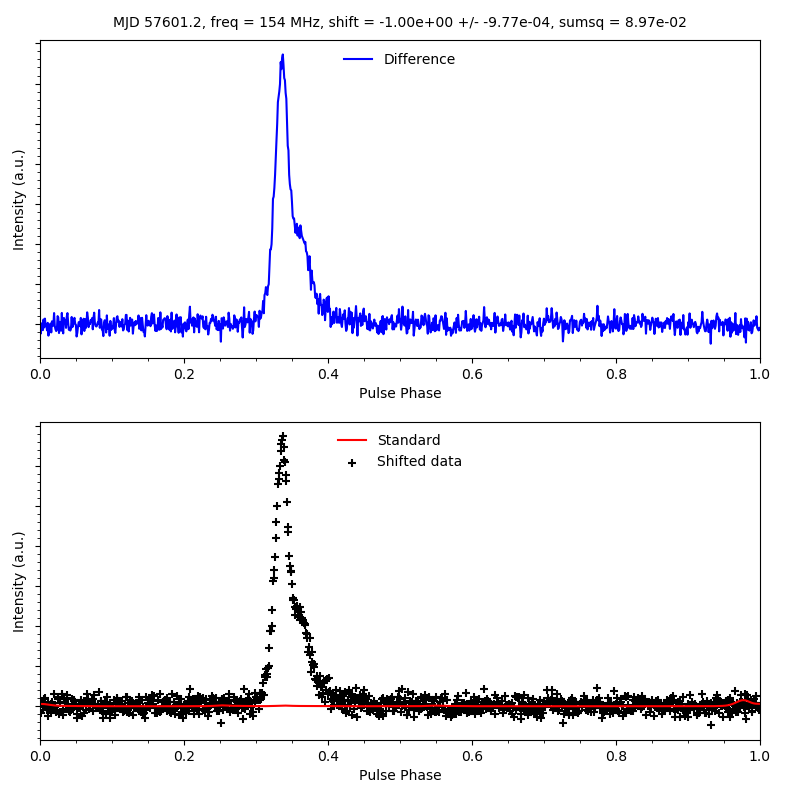 MJD 57601.2, freq = 154 MHz, shift = -1.00e+00 +/- -9.77e-04, sumsq = 8.97e-02
Difference
Intensity (a.u.)
0.0 0.2 0.4 0.6 0.8 1.0
Pulse Phase
Standard
Shifted data
Intensity (a.u.)
0.0 0.2 0.4 0.6 0.8 1.0
Pulse Phase